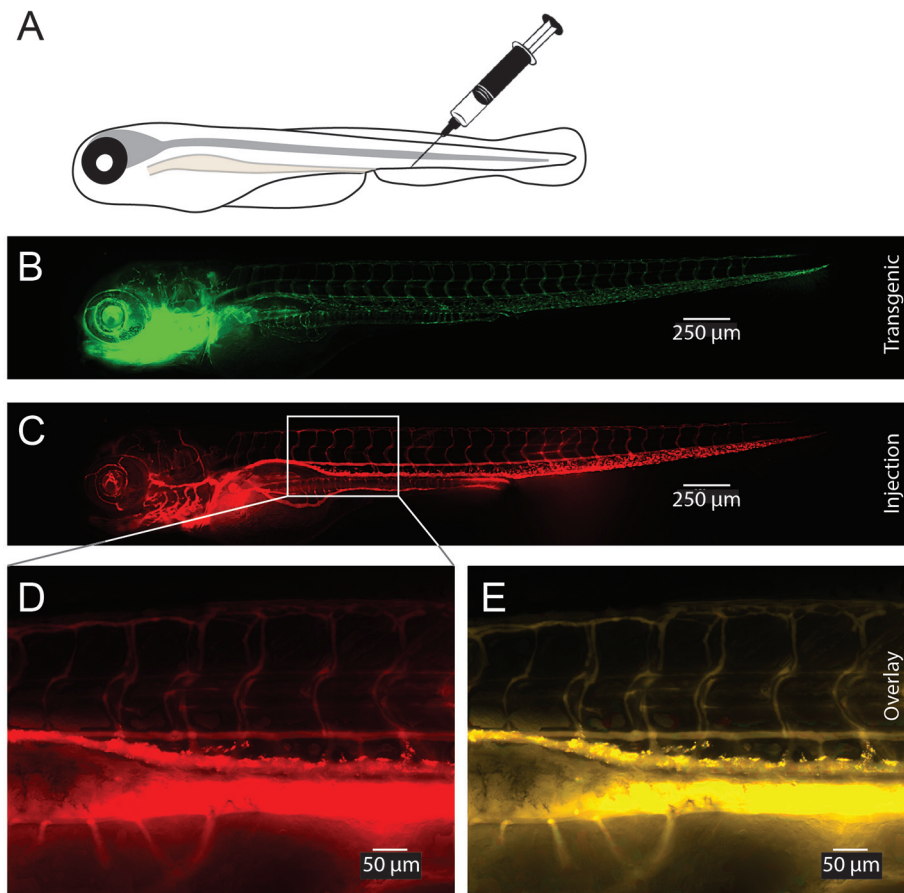 A
B
250 μm
Transgenic
C
250 μm
Injection
D
50 μm
E
50 μm
Overlay